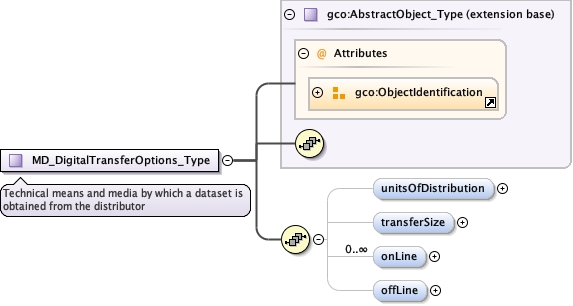 gco:AbstractObject_Type (extension base)
@ Attributes
gco:ObjectIdentification
MD_DigitalTransferOptions_Type
Technical means and media by which a dataset is
obtained from the distributor
unitsOfDistribution
transferSize
0..∞
onLine
offLine